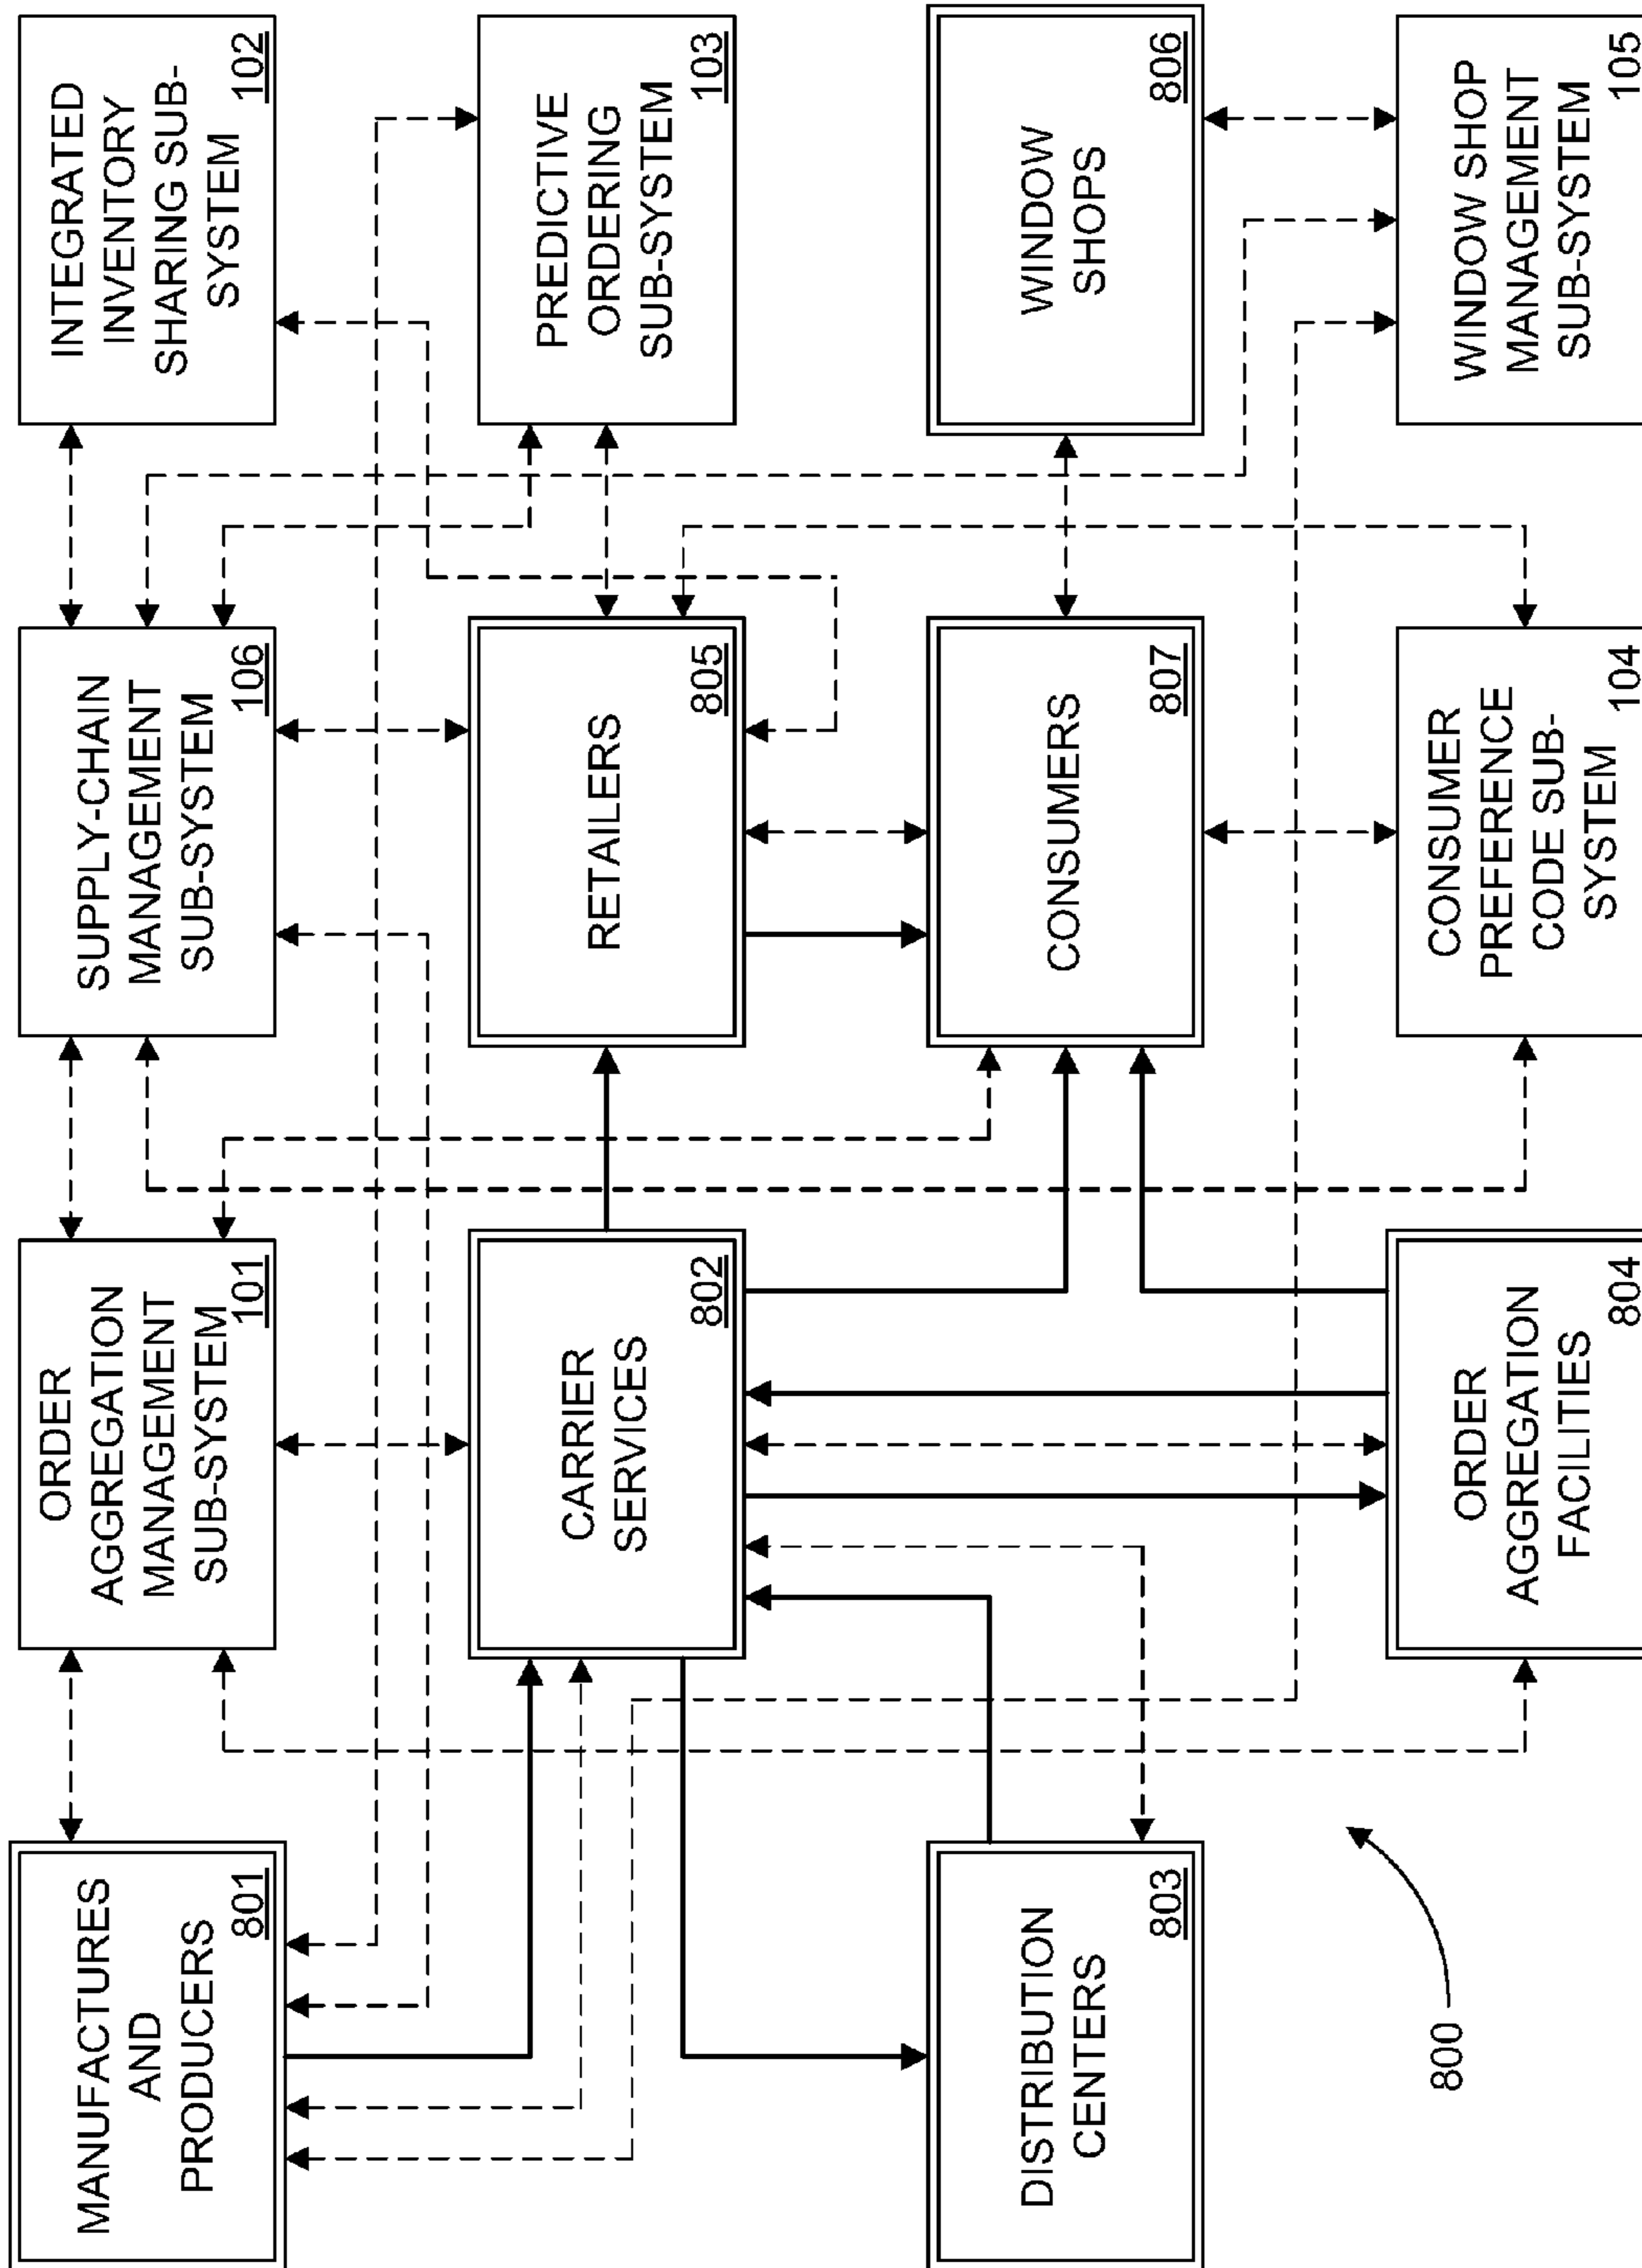 MANUFACTURES
AND
PRODUCERS
801
ORDER
AGGREGATION
MANAGEMENT
SUB-SYSTEM
101
SUPPLY-CHAIN
MANAGEMENT
SUB-SYSTEM
106
INTEGRATED
INVENTORY
SHARING SUB-
SYSTEM
102
CARRIER
SERVICES
802
RETAILERS
805
PREDICTIVE
ORDERING
SUB-SYSTEM
103
DISTRIBUTION
CENTERS
803
CONSUMERS
807
WINDOW
SHOPS
806
ORDER
AGGREGATION
FACILITIES
804
CONSUMER
PREFERENCE
CODE SUB-
SYSTEM
104
WINDOW SHOP
MANAGEMENT
SUB-SYSTEM
105
800